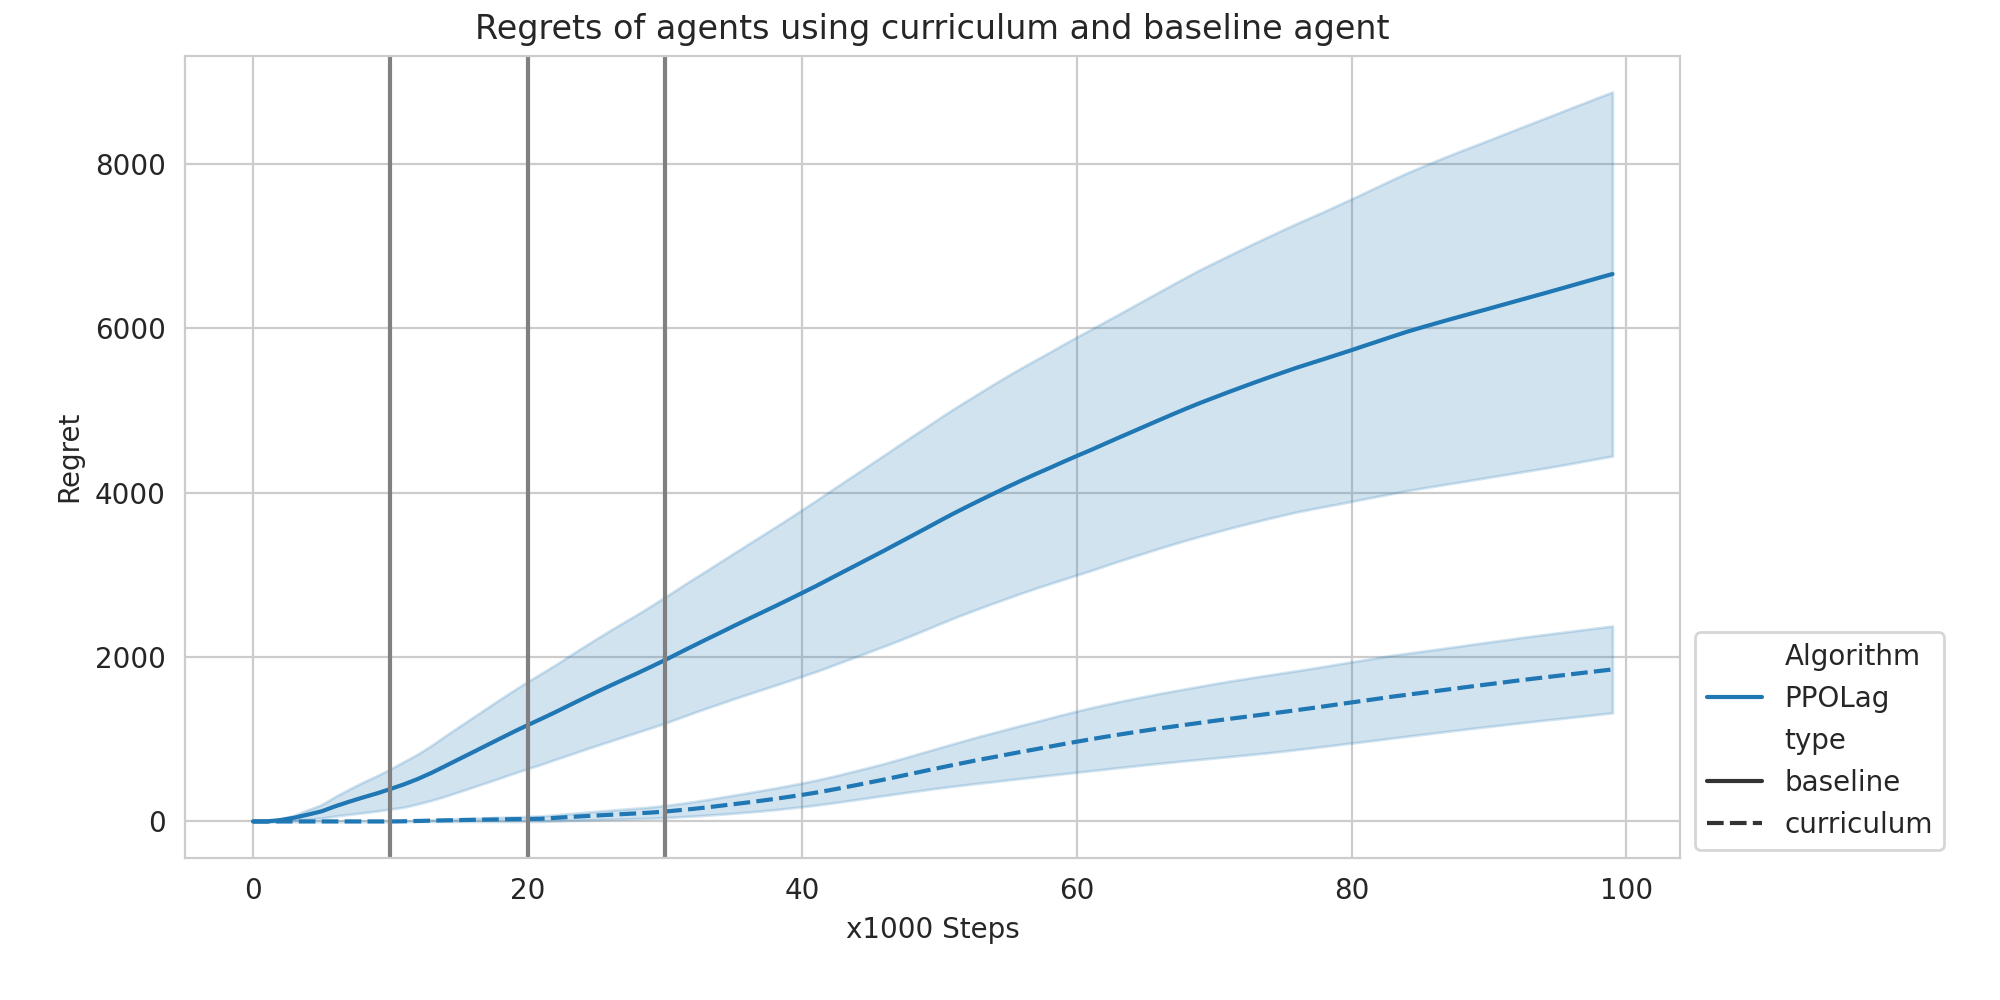 Regrets of agents using curriculum and baseline agent
8000
6000
4000
2000
0
Regret
0 20 40 60 80 100
x1000 Steps
Algorithm
PPOLag
type
baseline
curriculum